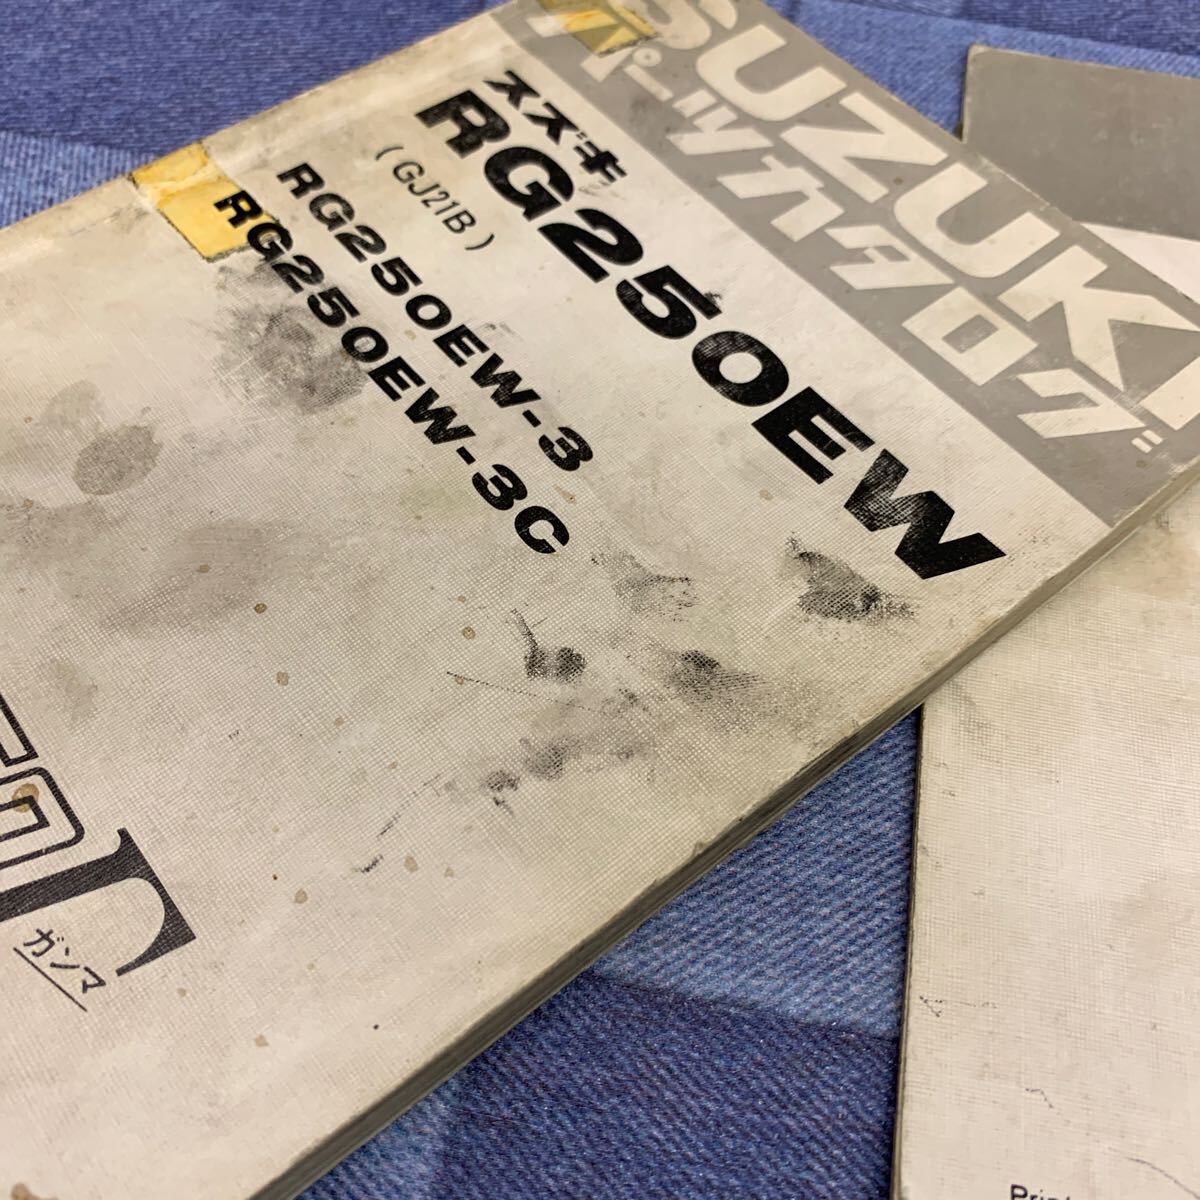 SUZUKI
パーツカタログ
スズキ
RG250EW
(GJ21B)
RG250EW-3
RG250EW-3C
Γ
ガンマ